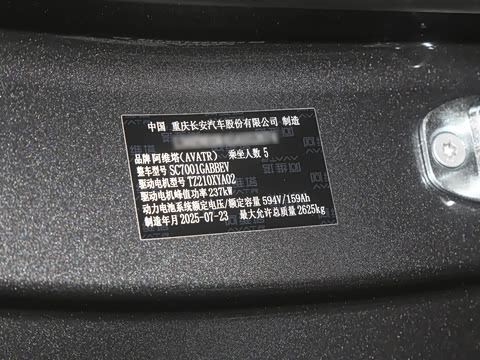 中国 重庆长安汽车股份有限公司 制造
品牌 阿维塔(AVATR) 乘坐人数 5
整车型号 SC7001GABBEV
驱动电机型号 TZ210XYA02
驱动电机峰值功率 237kW
动力电池系统额定电压/额定容量 594V/159Ah
制造年月 2025-07-23 最大允许总质量 2625kg